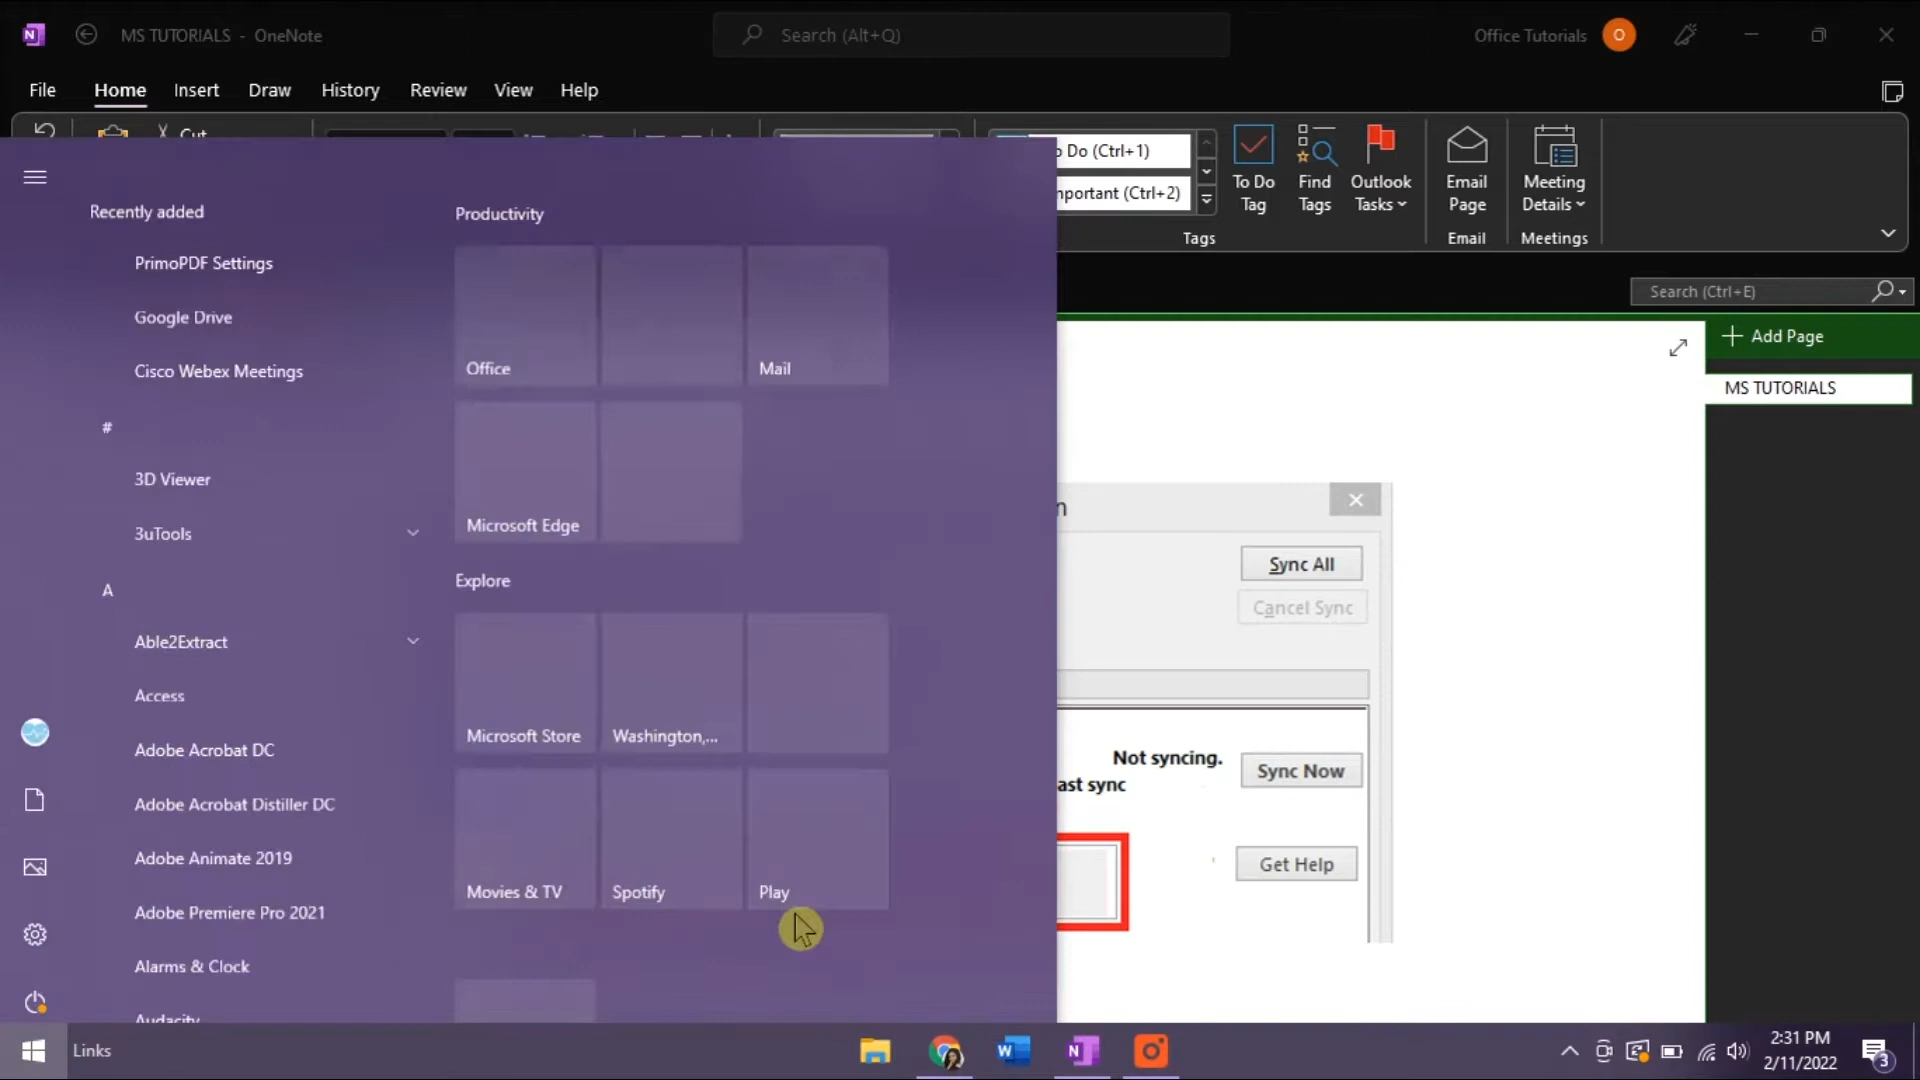 MS TUTORIALS - OneNote
Search (Alt+Q)
Office Tutorials
O
File
Home
Insert
Draw
History
Review
View
Help
Cut
o Do (Ctrl+1)
mportant (Ctrl+2)
To Do
Tag
Find
Tags
Outlook
Tasks
Email
Page
Meeting
Details
Tags
Email
Meetings
Search (Ctrl+E)
Add Page
MS TUTORIALS
Recently added
PrimoPDF Settings
Google Drive
Cisco Webex Meetings
#
3D Viewer
3uTools
A
Able2Extract
Access
Adobe Acrobat DC
Adobe Acrobat Distiller DC
Adobe Animate 2019
Adobe Premiere Pro 2021
Alarms & Clock
Audacity
Productivity
Office
Mail
Microsoft Edge
Explore
Microsoft Store
Washington,...
Movies & TV
Spotify
Play
n
Sync All
Cancel Sync
Not syncing.
ast sync
Sync Now
Get Help
Links
2:31 PM
2/11/2022
3